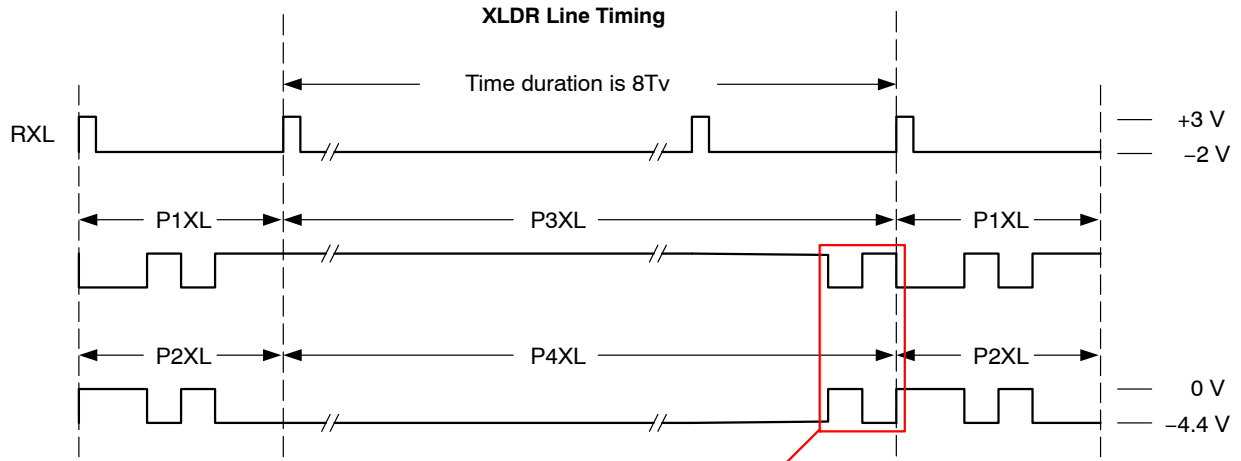 XLDR Line Timing
Time duration is 8Tv
RXL
+3 V
−2 V
P1XL
P3XL
P1XL
P2XL
P4XL
P2XL
0 V
−4.4 V